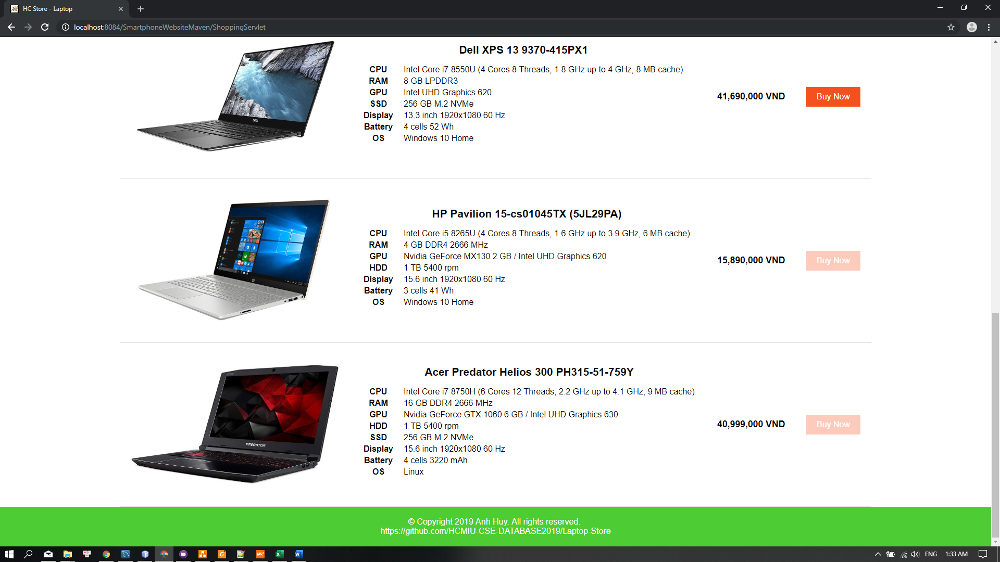 HC Store - Laptop
localhost:8084/SmartphoneWebsiteMaven/ShoppingServlet
DELL
Dell XPS 13 9370-415PX1
CPU Intel Core i7 8550U (4 Cores 8 Threads, 1.8 GHz up to 4 GHz, 8 MB cache)
RAM 8 GB LPDDR3
GPU Intel UHD Graphics 620
SSD 256 GB M.2 NVMe
Display 13.3 inch 1920x1080 60 Hz
Battery 4 cells 52 Wh
OS Windows 10 Home
41,690,000 VND
Buy Now
HP Pavilion 15-cs01045TX (5JL29PA)
CPU Intel Core i5 8265U (4 Cores 8 Threads, 1.6 GHz up to 3.9 GHz, 6 MB cache)
RAM 4 GB DDR4 2666 MHz
GPU Nvidia GeForce MX130 2 GB / Intel UHD Graphics 620
HDD 1 TB 5400 rpm
Display 15.6 inch 1920x1080 60 Hz
Battery 3 cells 41 Wh
OS Windows 10 Home
15,890,000 VND
Buy Now
acer
PREDATOR
Acer Predator Helios 300 PH315-51-759Y
CPU Intel Core i7 8750H (6 Cores 12 Threads, 2.2 GHz up to 4.1 GHz, 9 MB cache)
RAM 16 GB DDR4 2666 MHz
GPU Nvidia GeForce GTX 1060 6 GB / Intel UHD Graphics 630
HDD 1 TB 5400 rpm
SSD 256 GB M.2 NVMe
Display 15.6 inch 1920x1080 60 Hz
Battery 4 cells 3220 mAh
OS Linux
40,999,000 VND
Buy Now
© Copyright 2019 Anh Huy. All rights reserved.
https://github.com/HCMIU-CSE-DATABASE2019/Laptop-Store
ENG
1:33 AM